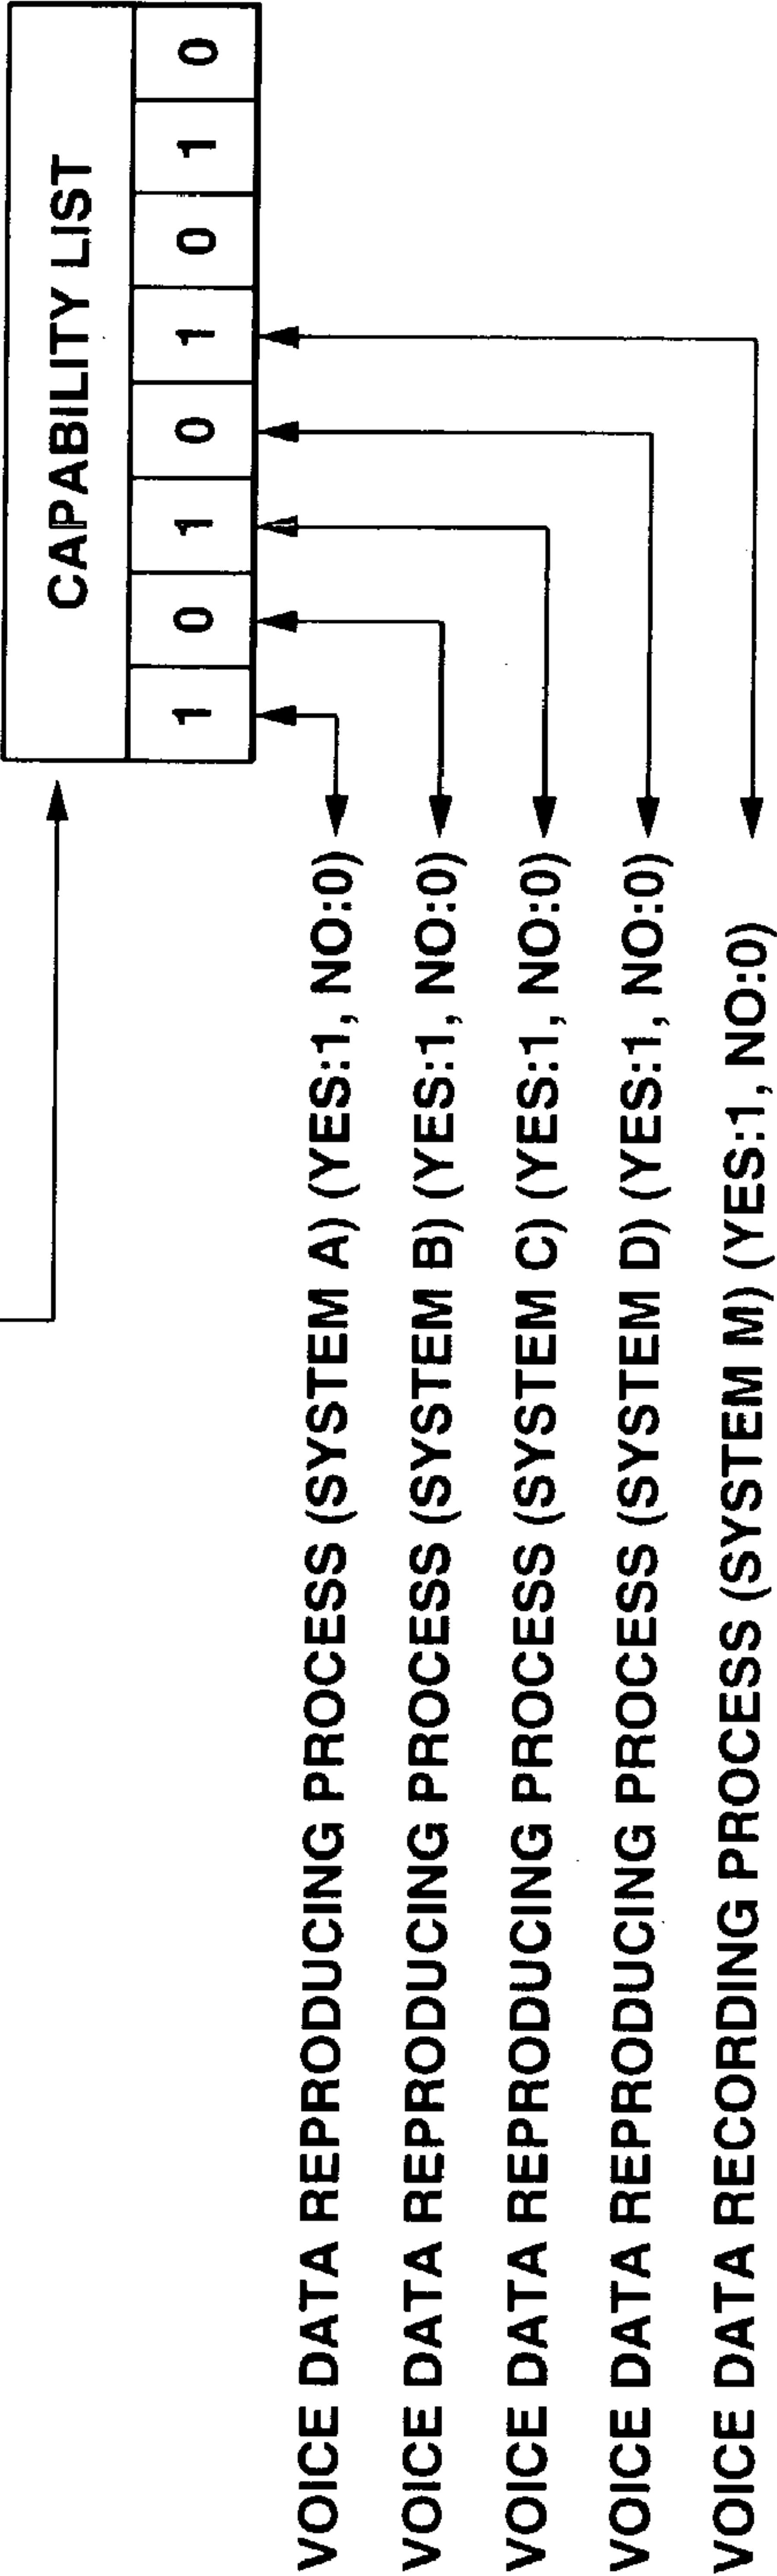 CAPABILITY LIST
1 0 1 0 1 0 1 0
VOICE DATA REPRODUCING PROCESS (SYSTEM A) (YES:1, NO:0)
VOICE DATA REPRODUCING PROCESS (SYSTEM B) (YES:1, NO:0)
VOICE DATA REPRODUCING PROCESS (SYSTEM C) (YES:1, NO:0)
VOICE DATA REPRODUCING PROCESS (SYSTEM D) (YES:1, NO:0)
VOICE DATA RECORDING PROCESS (SYSTEM M) (YES:1, NO:0)